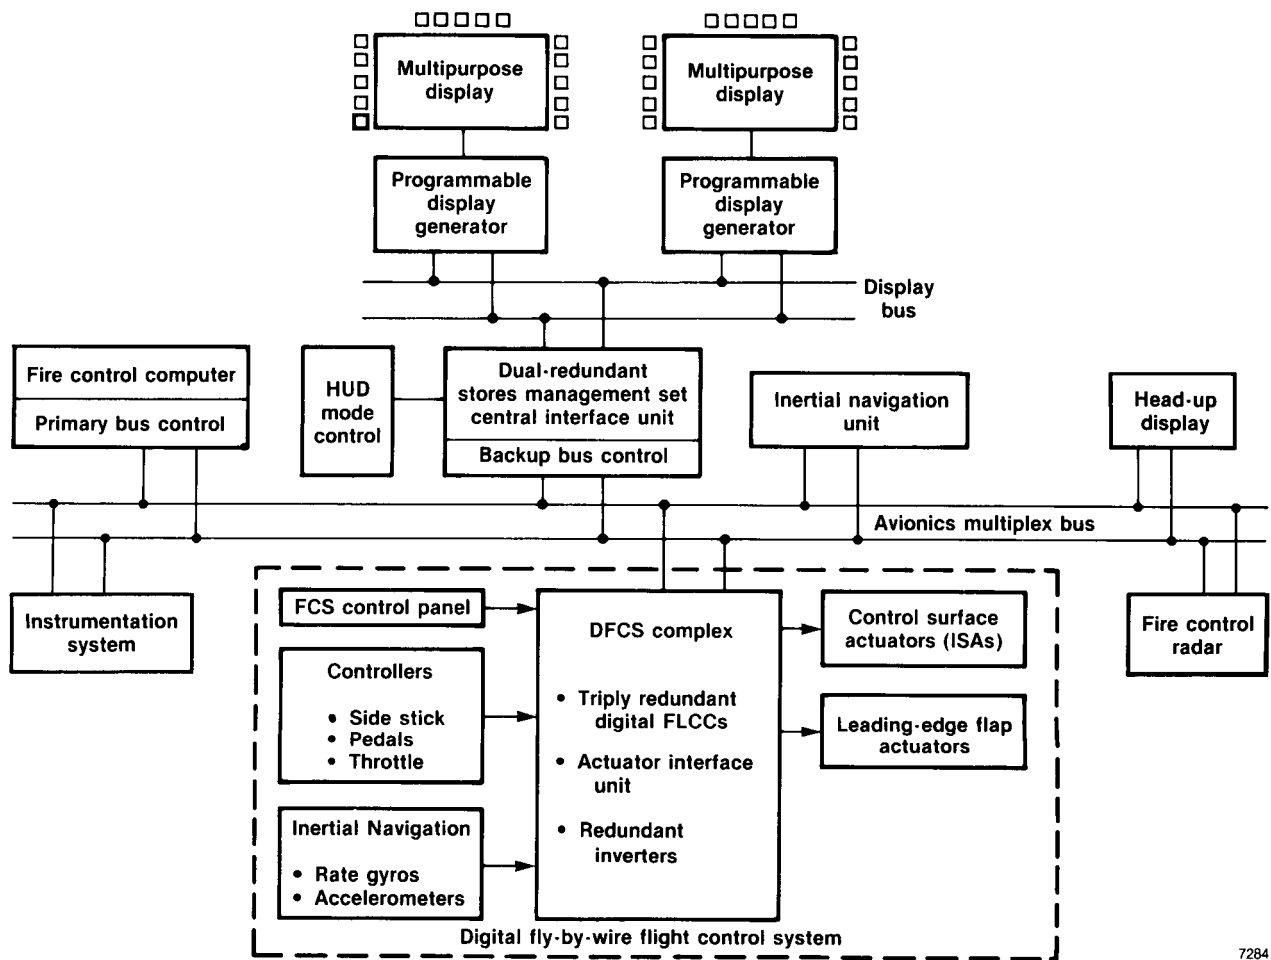 Multipurpose
display
Multipurpose
display
Programmable
display
generator
Programmable
display
generator
Display
bus
Fire control computer
Primary bus control
HUD
mode
control
Dual-redundant
stores management set
central interface unit
Backup bus control
Inertial navigation
unit
Head-up
display
Avionics multiplex bus
Instrumentation
system
Fire control
radar
FCS control panel
Controllers
• Side stick
• Pedals
• Throttle
Inertial Navigation
• Rate gyros
• Accelerometers
DFCS complex
• Triply redundant
digital FLCCs
• Actuator interface
unit
• Redundant
inverters
Control surface
actuators (ISAs)
Leading-edge flap
actuators
Digital fly-by-wire flight control system
7284